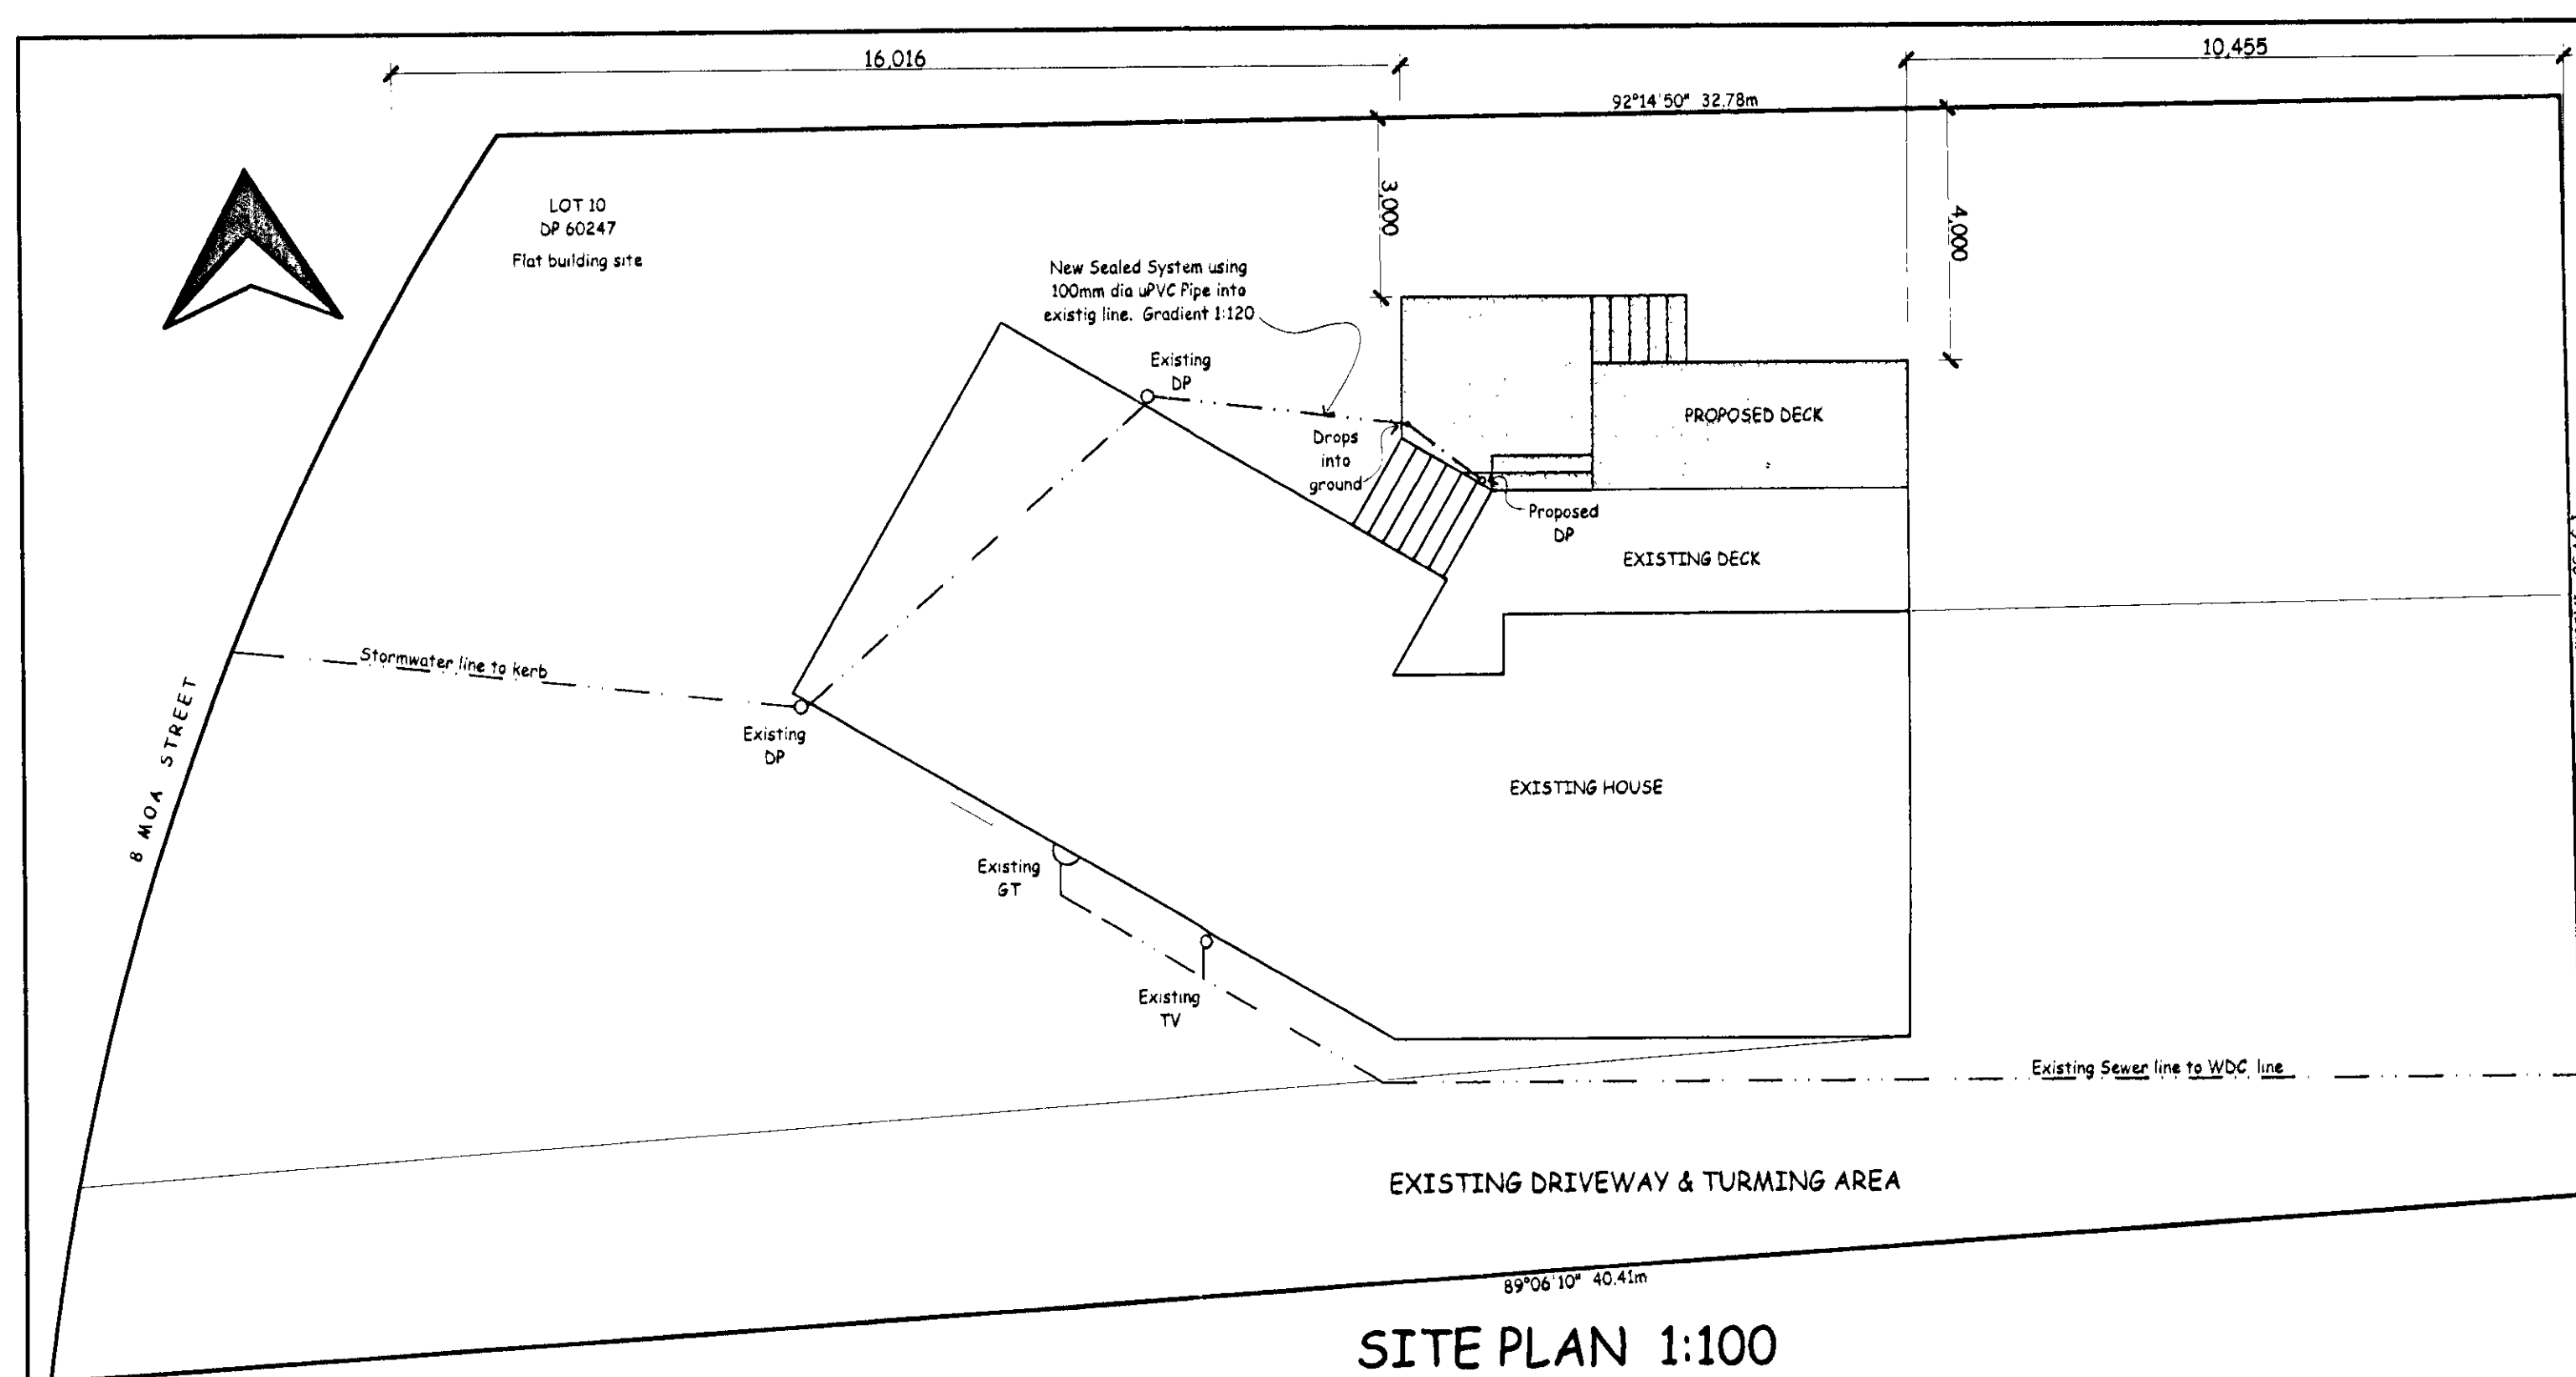 16,016
10,455
92°14'50" 32.78m
3,000
4,000
LOT 10
DP 60247
Flat building site
New Sealed System using
100mm dia uPVC Pipe into
existig line. Gradient 1:120
Existing
DP
Drops
into
ground
PROPOSED DECK
Proposed
DP
EXISTING DECK
Stormwater line to kerb
8 MOA STREET
Existing
DP
EXISTING HOUSE
Existing
GT
Existing
TV
Existing Sewer line to WDC line
EXISTING DRIVEWAY & TURMING AREA
89°06'10" 40.41m
SITE PLAN 1:100